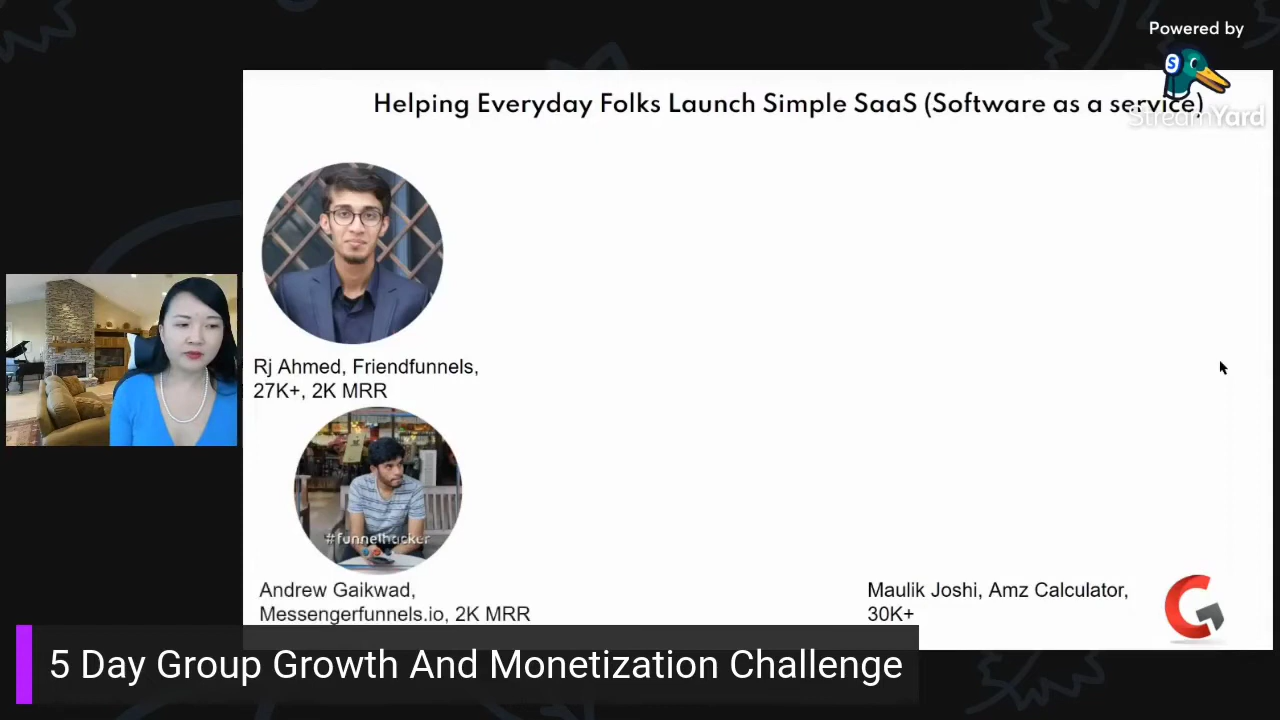 Powered by
StreamYard
Helping Everyday Folks Launch Simple SaaS (Software as a service)
Rj Ahmed, Friendfunnels,
27K+, 2K MRR
#funnelhacker
Andrew Gaikwad,
Messengerfunnels.io, 2K MRR
Maulik Joshi, Amz Calculator,
30K+
5 Day Group Growth And Monetization Challenge